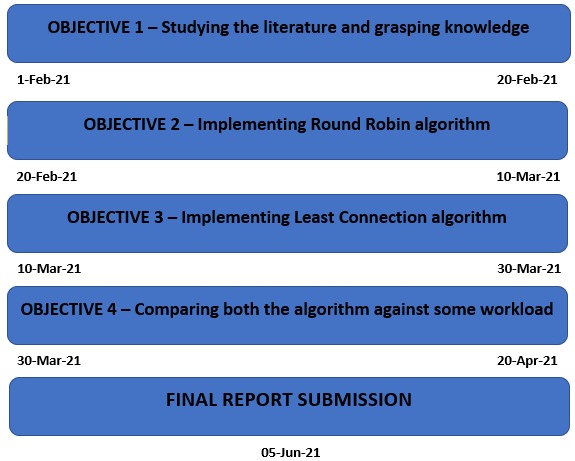 OBJECTIVE 1 – Studying the literature and grasping knowledge
1-Feb-21 20-Feb-21
OBJECTIVE 2 – Implementing Round Robin algorithm
20-Feb-21 10-Mar-21
OBJECTIVE 3 – Implementing Least Connection algorithm
10-Mar-21 30-Mar-21
OBJECTIVE 4 – Comparing both the algorithm against some workload
30-Mar-21 20-Apr-21
FINAL REPORT SUBMISSION
05-Jun-21